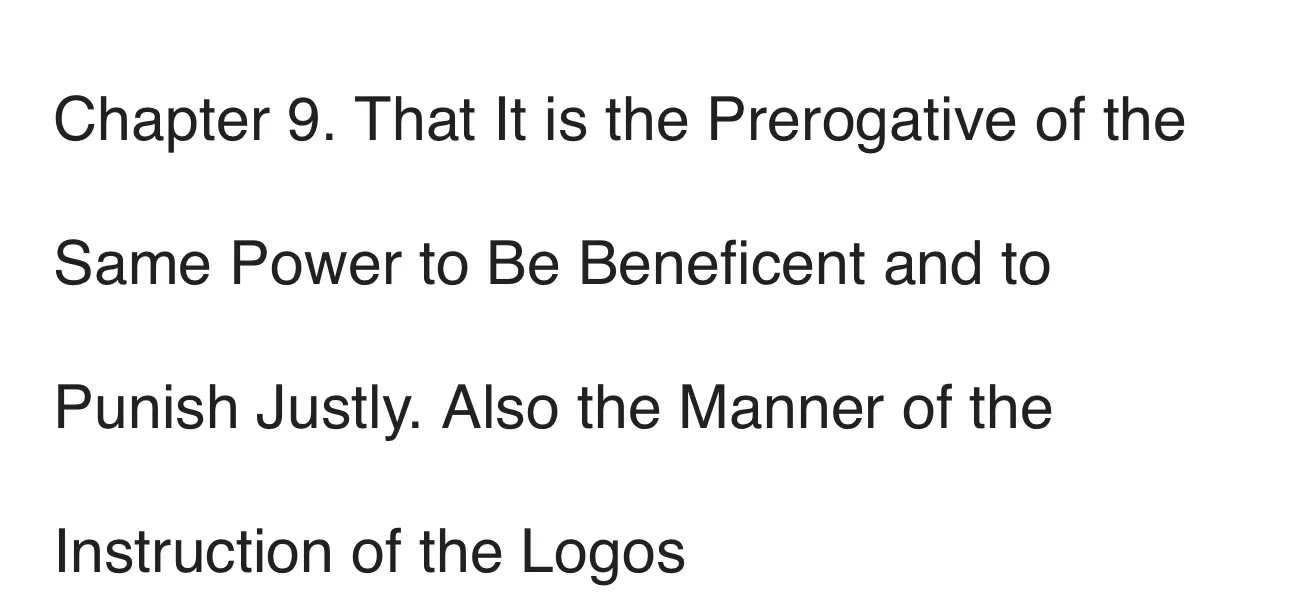 Chapter 9. That It is the Prerogative of the
Same Power to Be Beneficent and to
Punish Justly. Also the Manner of the
Instruction of the Logos